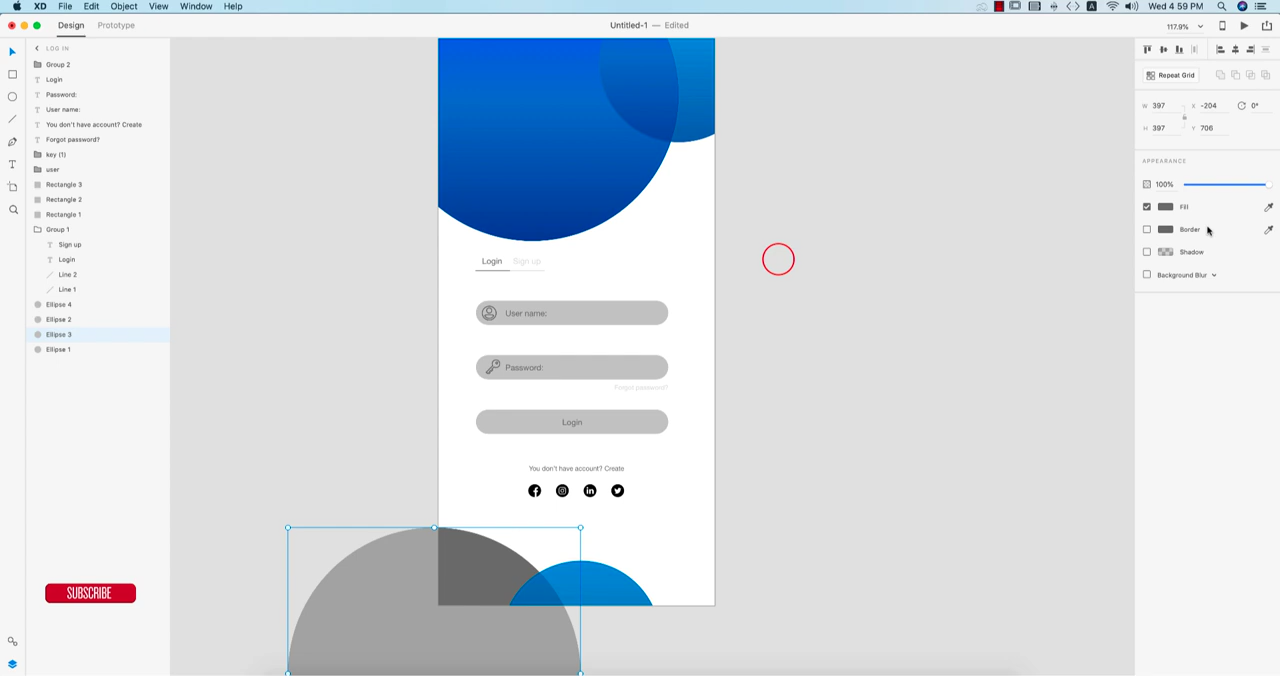 XD File Edit Object View Window Help
A
Wed 4 59 PM
Design Prototype
Untitled-1 — Edited
117.9%
LOG IN
Group 2
Login
Password:
User name:
You don't have account? Create
Forgot password?
key (1)
user
Rectangle 3
Rectangle 2
Rectangle 1
Group 1
Sign up
Login
Line 2
Line 1
Ellipse 4
Ellipse 2
Ellipse 3
Ellipse 1
SUBSCRIBE
Login Sign up
User name:
Password:
Forgot password?
Login
You don't have account? Create
Repeat Grid
W 397 X -204 0°
H 397 Y 706
APPEARANCE
100%
Fill
Border
Shadow
Background Blur